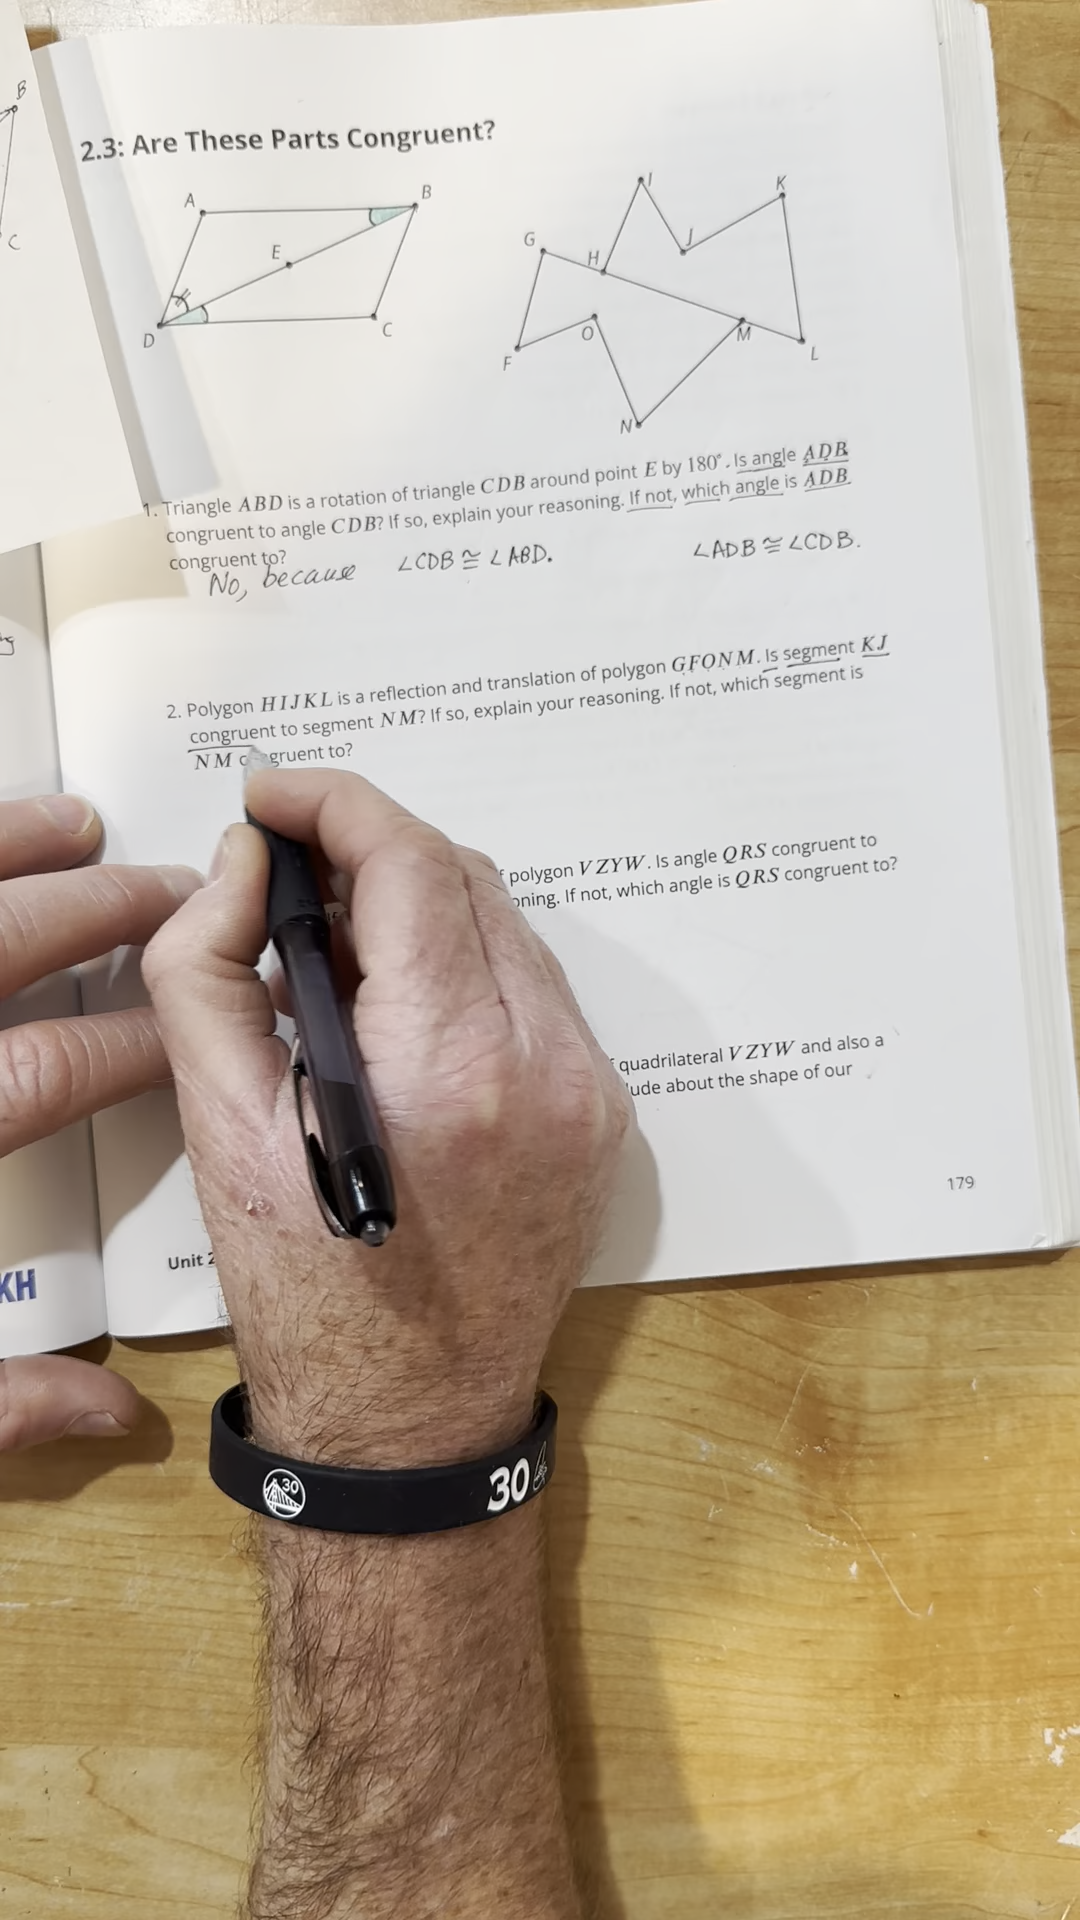 B
C
2.3: Are These Parts Congruent?
A
B
E
D
C
I
K
G
J
H
O
M
F
L
N
1. Triangle ABD is a rotation of triangle CDB around point E by 180°. Is angle ADB
congruent to angle CDB? If so, explain your reasoning. If not, which angle is ADB
congruent to?
No, because ∠CDB ≅ ∠ABD. ∠ADB ≅ ∠CDB.
2. Polygon HIJKL is a reflection and translation of polygon GFONM. Is segment KJ
congruent to segment NM? If so, explain your reasoning. If not, which segment is
NM congruent to?
polygon VZYW. Is angle QRS congruent to
oning. If not, which angle is QRS congruent to?
quadrilateral VZYW and also a
lude about the shape of our
179
Unit 2
KH
30
30